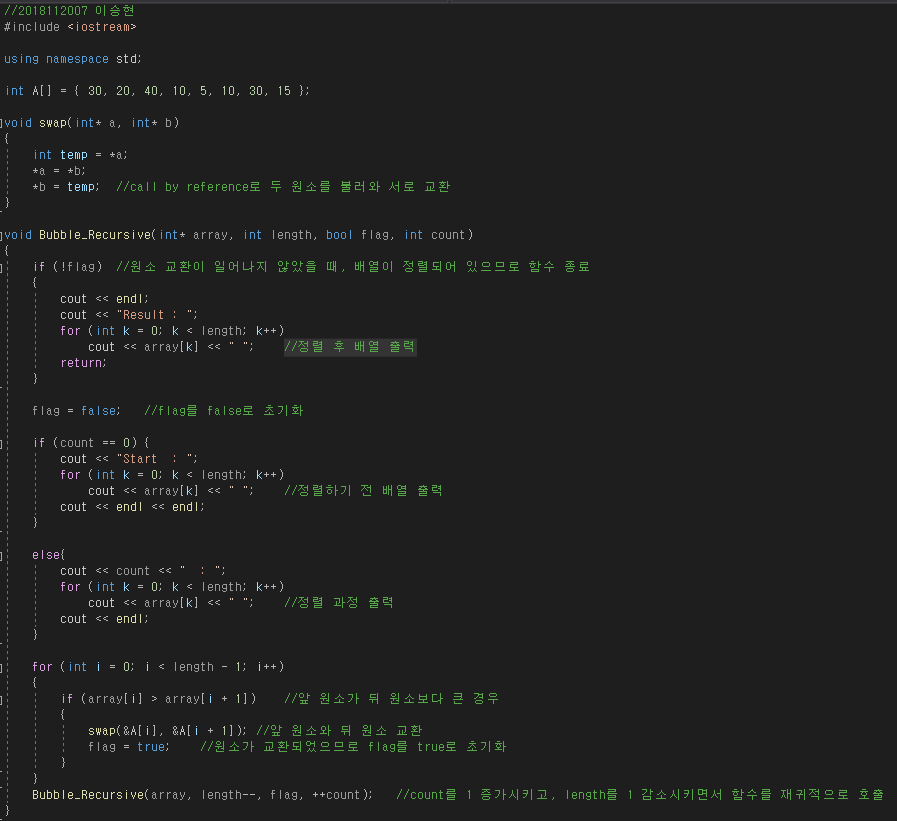 //2018112007 이승현
#include <iostream>
using namespace std;
int A[] = { 30, 20, 40, 10, 5, 10, 30, 15 };
void swap(int* a, int* b)
{
int temp = *a;
*a = *b;
*b = temp;  //call by reference로 두 원소를 불러와 서로 교환
}
void Bubble_Recursive(int* array, int length, bool flag, int count)
{
if (!flag)  //원소 교환이 일어나지 않았을 때, 배열이 정렬되어 있으므로 함수 종료
{
cout << endl;
cout << "Result : ";
for (int k = 0; k < length; k++)
cout << array[k] << " ";    //정렬 후 배열 출력
return;
}
flag = false;   //flag를 false로 초기화
if (count == 0) {
cout << "Start  : ";
for (int k = 0; k < length; k++)
cout << array[k] << " ";    //정렬하기 전 배열 출력
cout << endl << endl;
}
else{
cout << count << "  : ";
for (int k = 0; k < length; k++)
cout << array[k] << " ";    //정렬 과정 출력
cout << endl;
}
for (int i = 0; i < length - 1; i++)
{
if (array[i] > array[i + 1])    //앞 원소가 뒤 원소보다 큰 경우
{
swap(&A[i], &A[i + 1]); //앞 원소와 뒤 원소 교환
flag = true;    //원소가 교환되었으므로 flag를 true로 초기화
}
}
Bubble_Recursive(array, length--, flag, ++count);   //count를 1 증가시키고, length를 1 감소시키면서 함수를 재귀적으로 호출
}